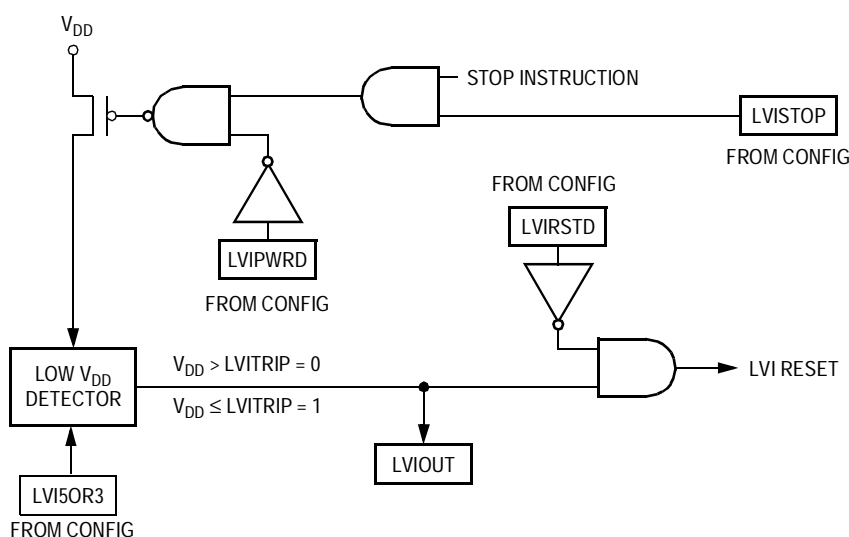 VDD
STOP INSTRUCTION
LVISTOP
FROM CONFIG
FROM CONFIG
LVIRSTD
LVIPWRD
FROM CONFIG
LOW VDD
DETECTOR
VDD > LVITRIP = 0
VDD ≤ LVITRIP = 1
LVI RESET
LVIOUT
LVI5OR3
FROM CONFIG